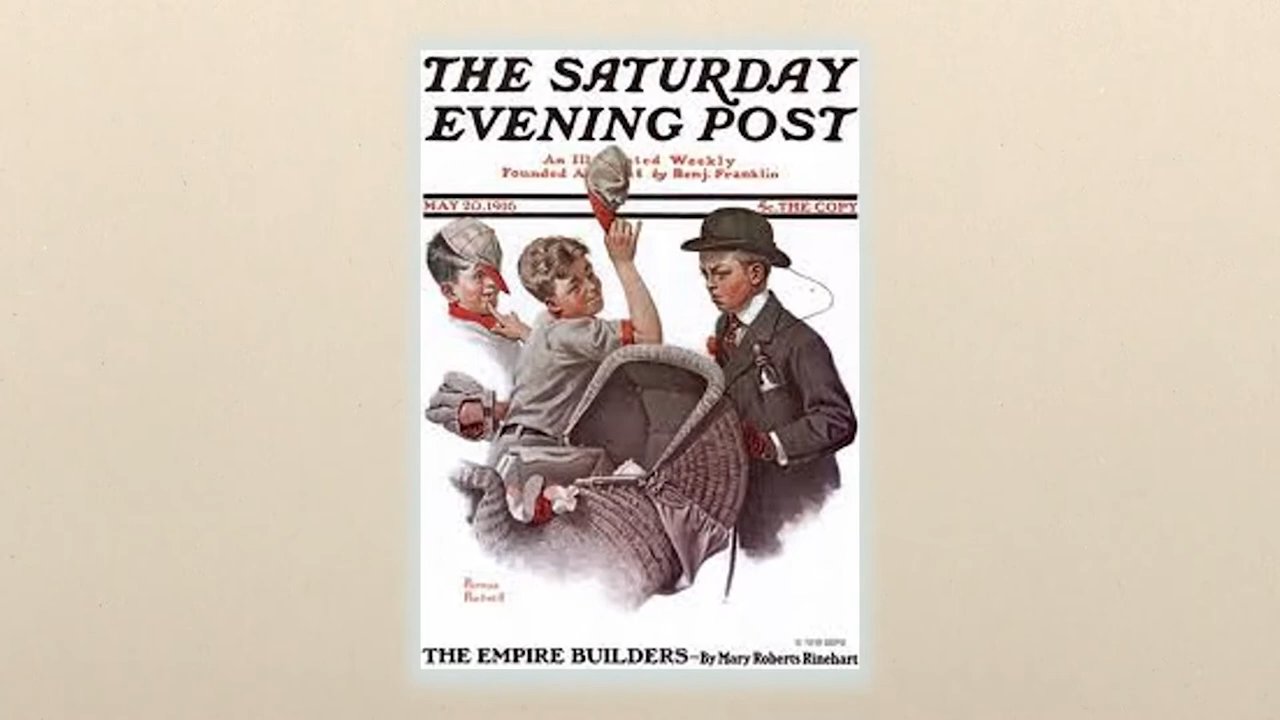 THE SATURDAY
EVENING POST
An Ill ted Weekly
Founded A by Benj. Franklin
MAY 20, 1916
5c. THE COPY
Norman
Rockwell
THE EMPIRE BUILDERS–By Mary Roberts Rinehart